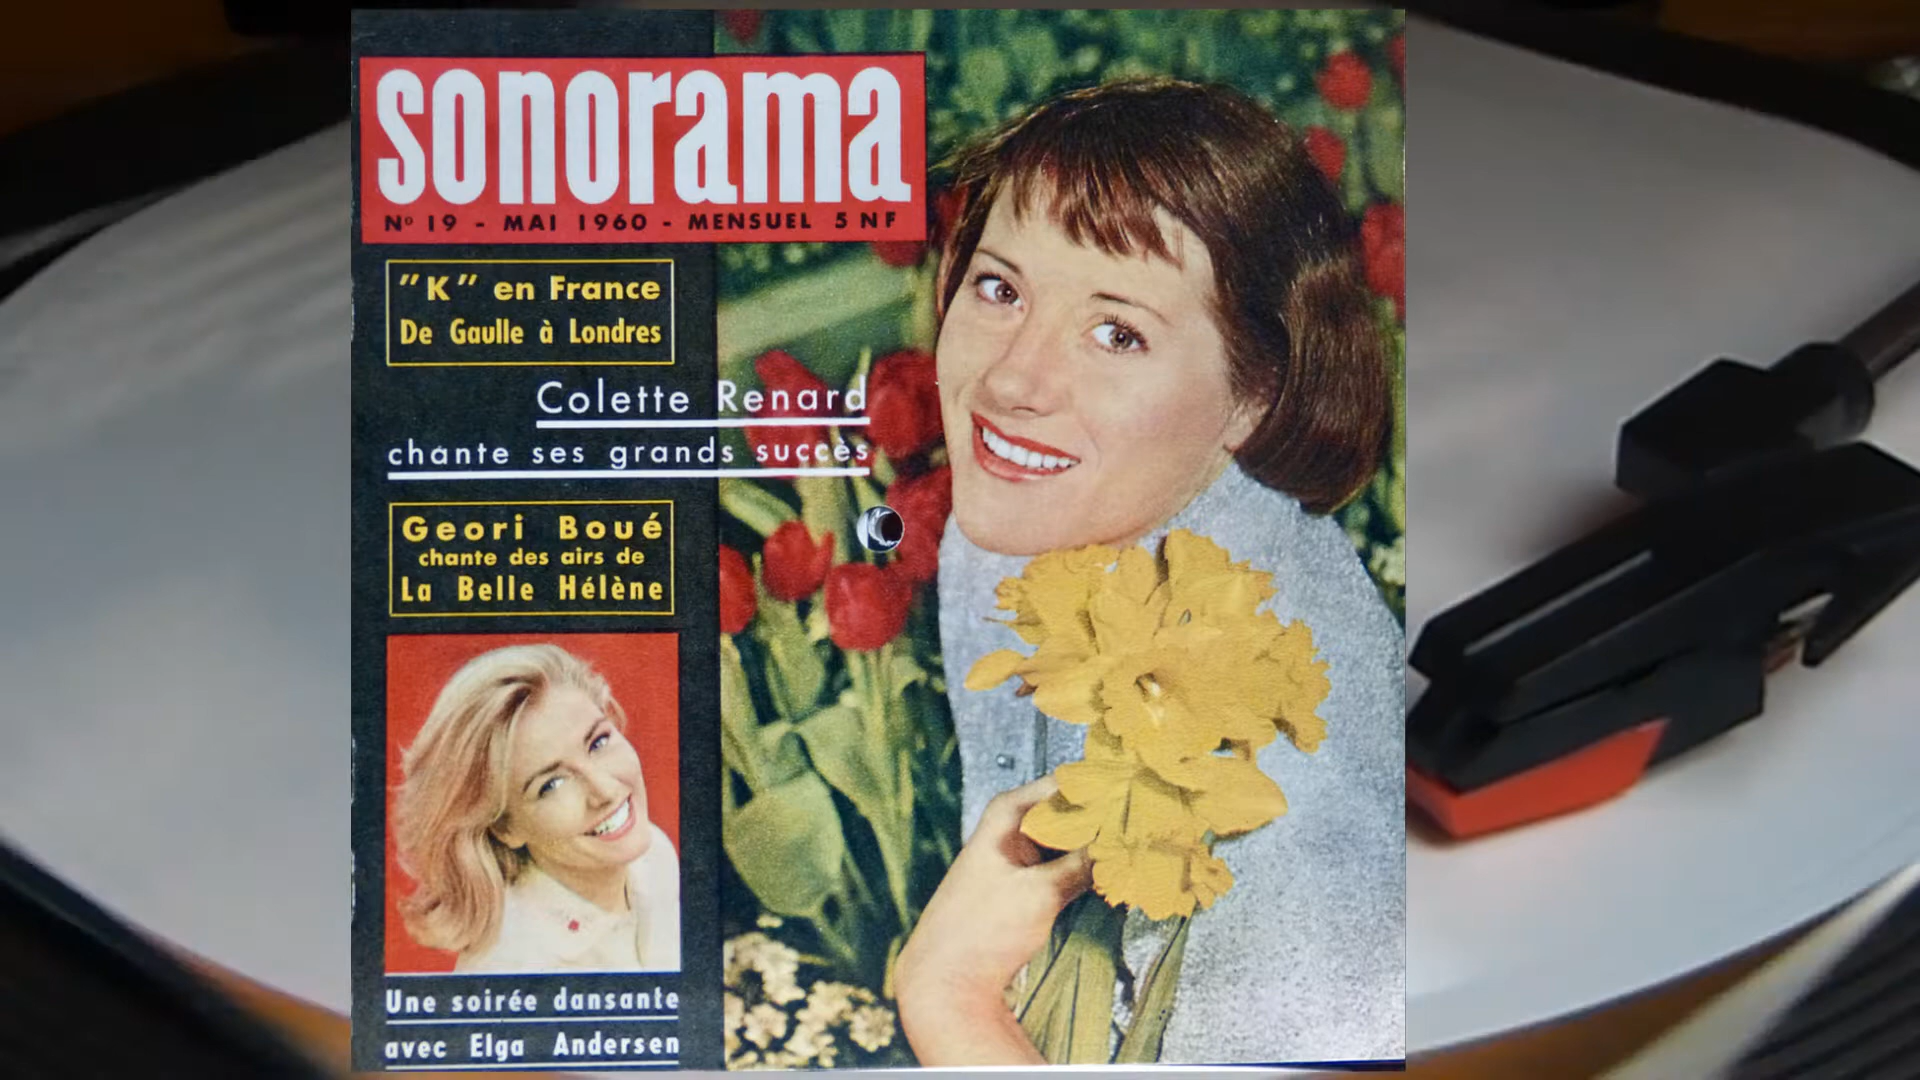 sonorama
Nº 19 - MAI 1960 - MENSUEL 5 NF
"K" en France
De Gaulle à Londres
Colette Renard
chante ses grands succès
Geori Boué
chante des airs de
La Belle Hélène
Une soirée dansante
avec Elga Andersen